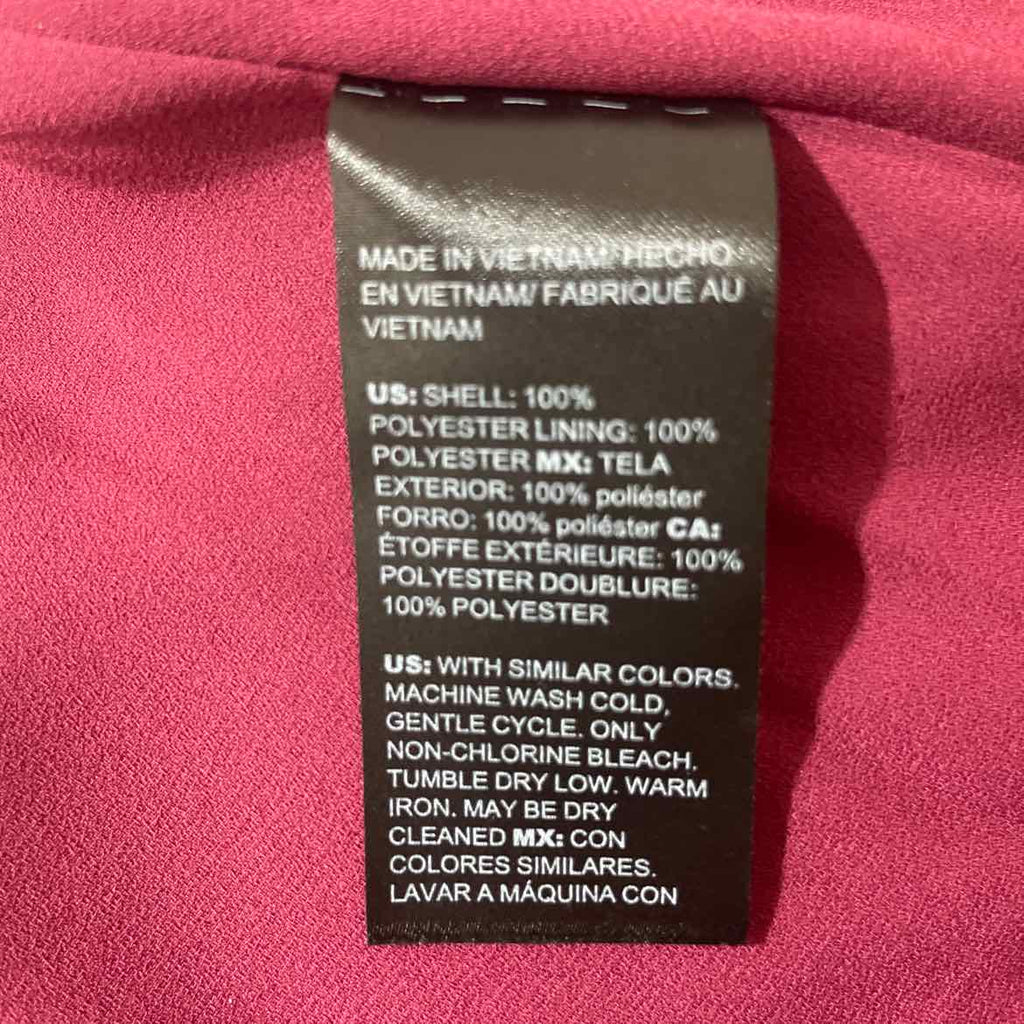 MADE IN VIETNAM/ HECHO
EN VIETNAM/ FABRIQUÉ AU
VIETNAM
US: SHELL: 100%
POLYESTER LINING: 100%
POLYESTER MX: TELA
EXTERIOR: 100% poliéster
FORRO: 100% poliéster CA:
ÉTOFFE EXTÉRIEURE: 100%
POLYESTER DOUBLURE:
100% POLYESTER
US: WITH SIMILAR COLORS.
MACHINE WASH COLD,
GENTLE CYCLE. ONLY
NON-CHLORINE BLEACH.
TUMBLE DRY LOW. WARM
IRON. MAY BE DRY
CLEANED MX: CON
COLORES SIMILARES.
LAVAR A MÁQUINA CON